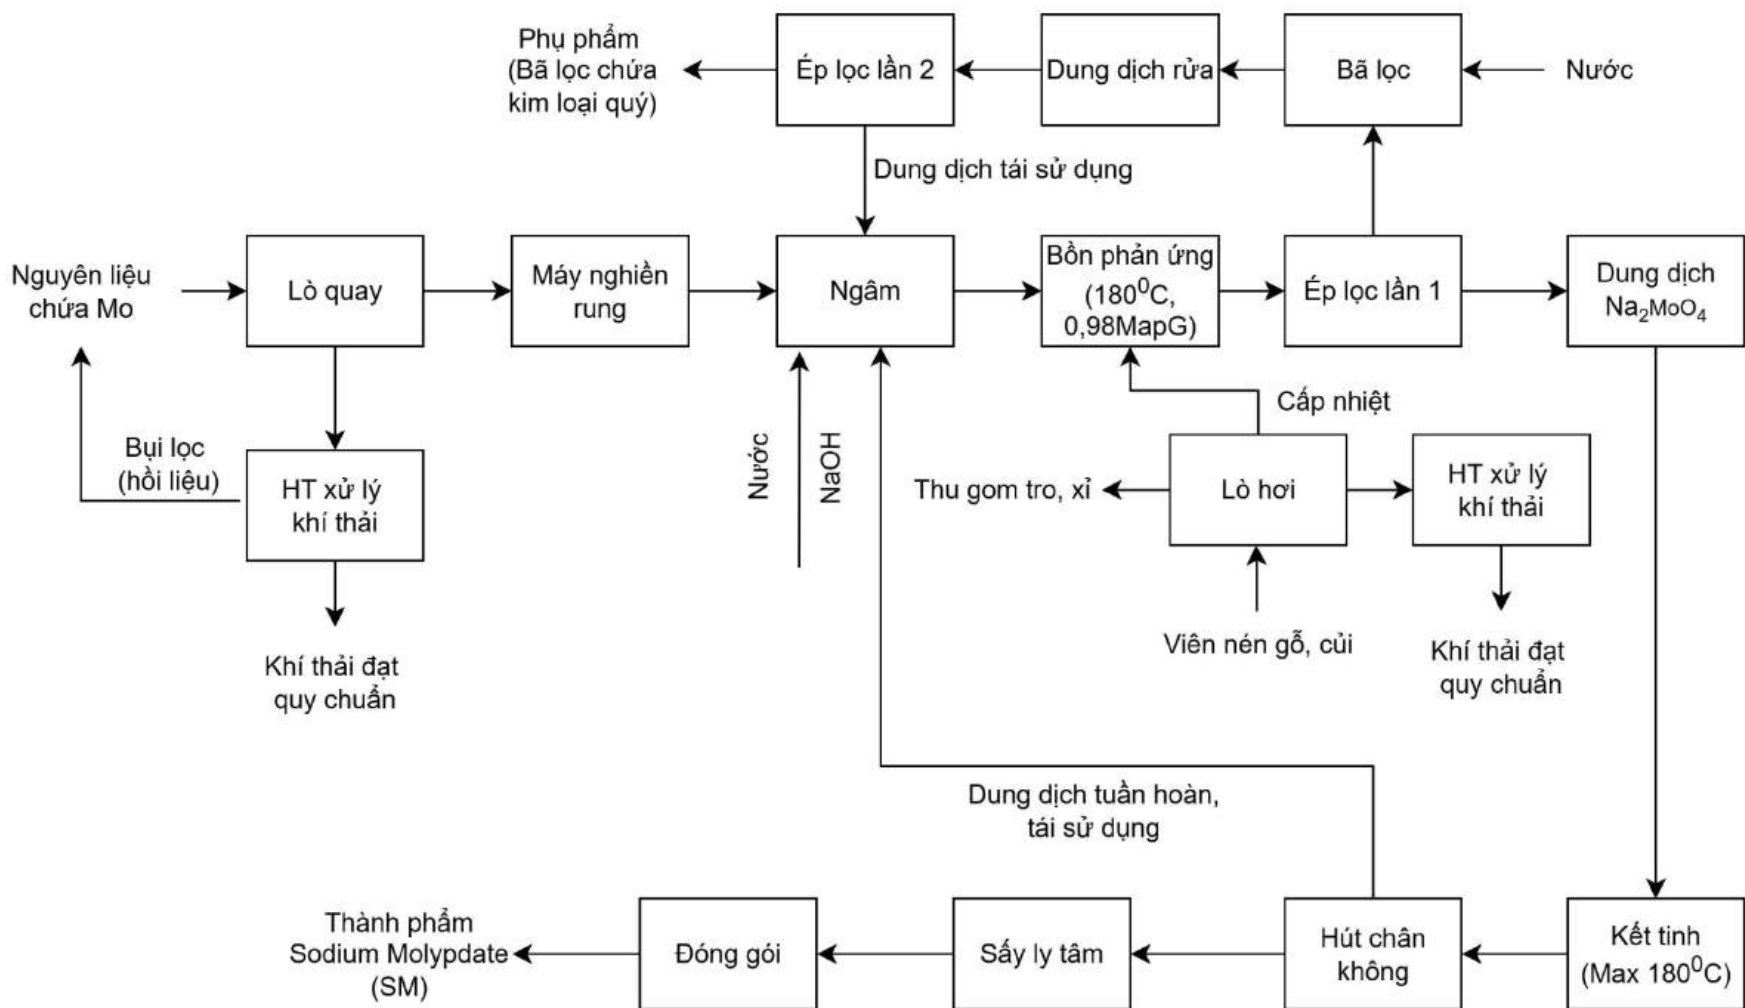 Phụ phẩm
(Bã lọc chứa
kim loại quý)
Ép lọc lần 2
Dung dịch rửa
Bã lọc
Nước
Dung dịch tái sử dụng
Nguyên liệu
chứa Mo
Lò quay
Máy nghiền
rung
Ngâm
Bồn phản ứng
(180⁰C,
0,98MapG)
Ép lọc lần 1
Dung dịch
Na₂MoO₄
Bụi lọc
(hồi liệu)
HT xử lý
khí thải
Khí thải đạt
quy chuẩn
Nước
NaOH
Cấp nhiệt
Thu gom tro, xỉ
Lò hơi
HT xử lý
khí thải
Viên nén gỗ, củi
Khí thải đạt
quy chuẩn
Dung dịch tuần hoàn,
tái sử dụng
Thành phẩm
Sodium Molypdate
(SM)
Đóng gói
Sấy ly tâm
Hút chân
không
Kết tinh
(Max 180⁰C)